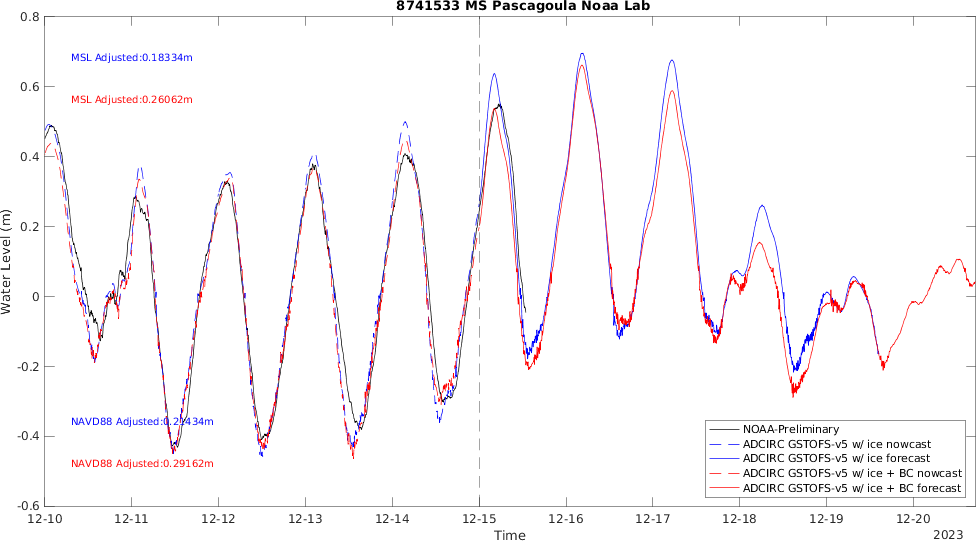 8741533 MS Pascagoula Noaa Lab
0.8
0.6
0.4
0.2
0
-0.2
-0.4
-0.6
Water Level (m)
MSL Adjusted:0.18334m
MSL Adjusted:0.26062m
NAVD88 Adjusted:0.21434m
NAVD88 Adjusted:0.29162m
NOAA-Preliminary
ADCIRC GSTOFS-v5 w/ ice nowcast
ADCIRC GSTOFS-v5 w/ ice forecast
ADCIRC GSTOFS-v5 w/ ice + BC nowcast
ADCIRC GSTOFS-v5 w/ ice + BC forecast
12-10 12-11 12-12 12-13 12-14 12-15 12-16 12-17 12-18 12-19 12-20
Time
2023